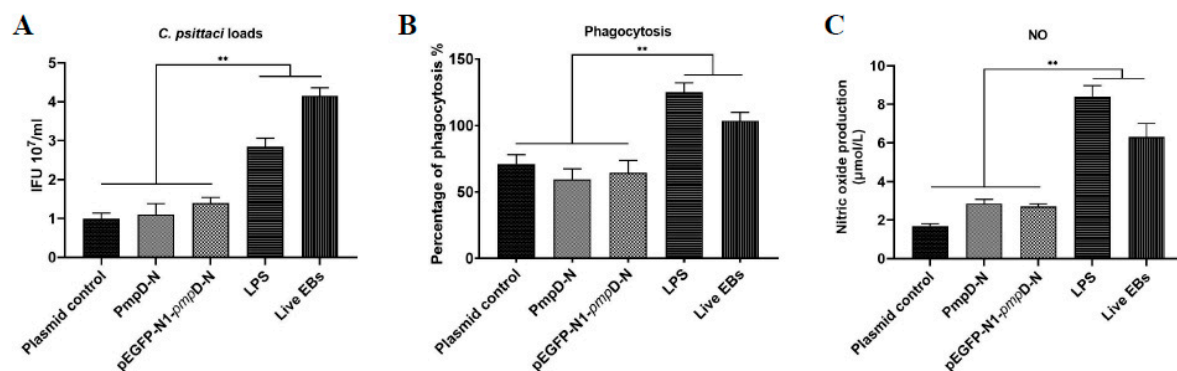 A
C. psittaci loads
IFU 10⁷/ml
5
4
3
2
1
0
**
Plasmid control
PmpD-N
pEGFP-N1-pmpD-N
LPS
Live EBs
B
Phagocytosis
Percentage of phagocytosis %
150
100
50
0
**
Plasmid control
PmpD-N
pEGFP-N1-pmpD-N
LPS
Live EBs
C
NO
Nitric oxide production
(μmol/L)
10
8
6
4
2
0
**
Plasmid control
PmpD-N
pEGFP-N1-pmpD-N
LPS
Live EBs